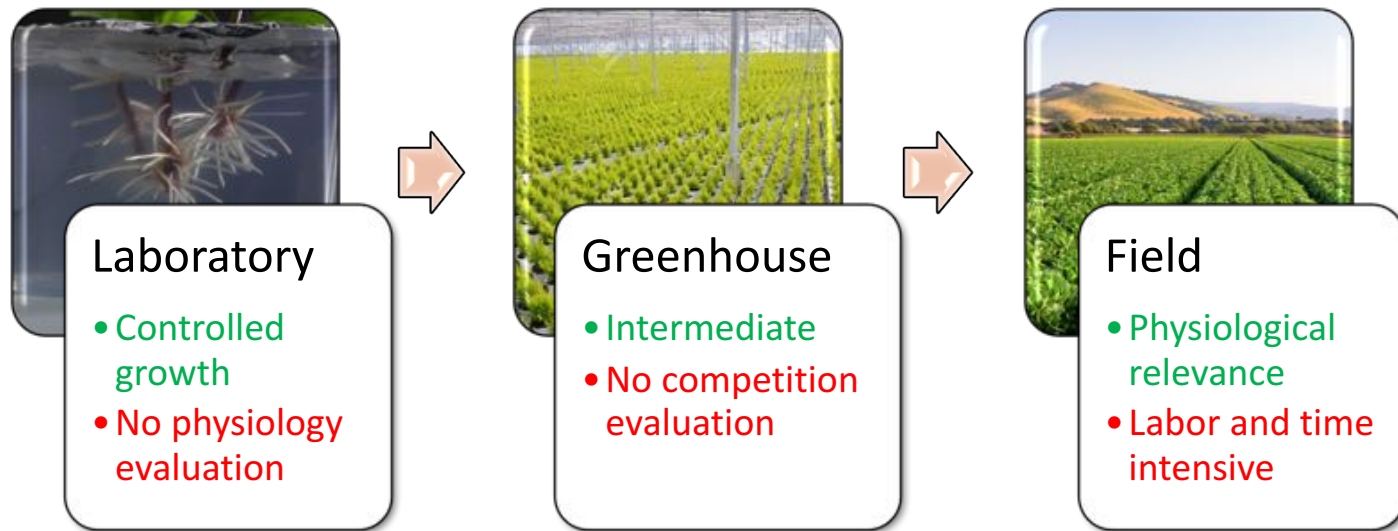 Laboratory
• Controlled
growth
• No physiology
evaluation
Greenhouse
• Intermediate
• No competition
evaluation
Field
• Physiological
relevance
• Labor and time
intensive